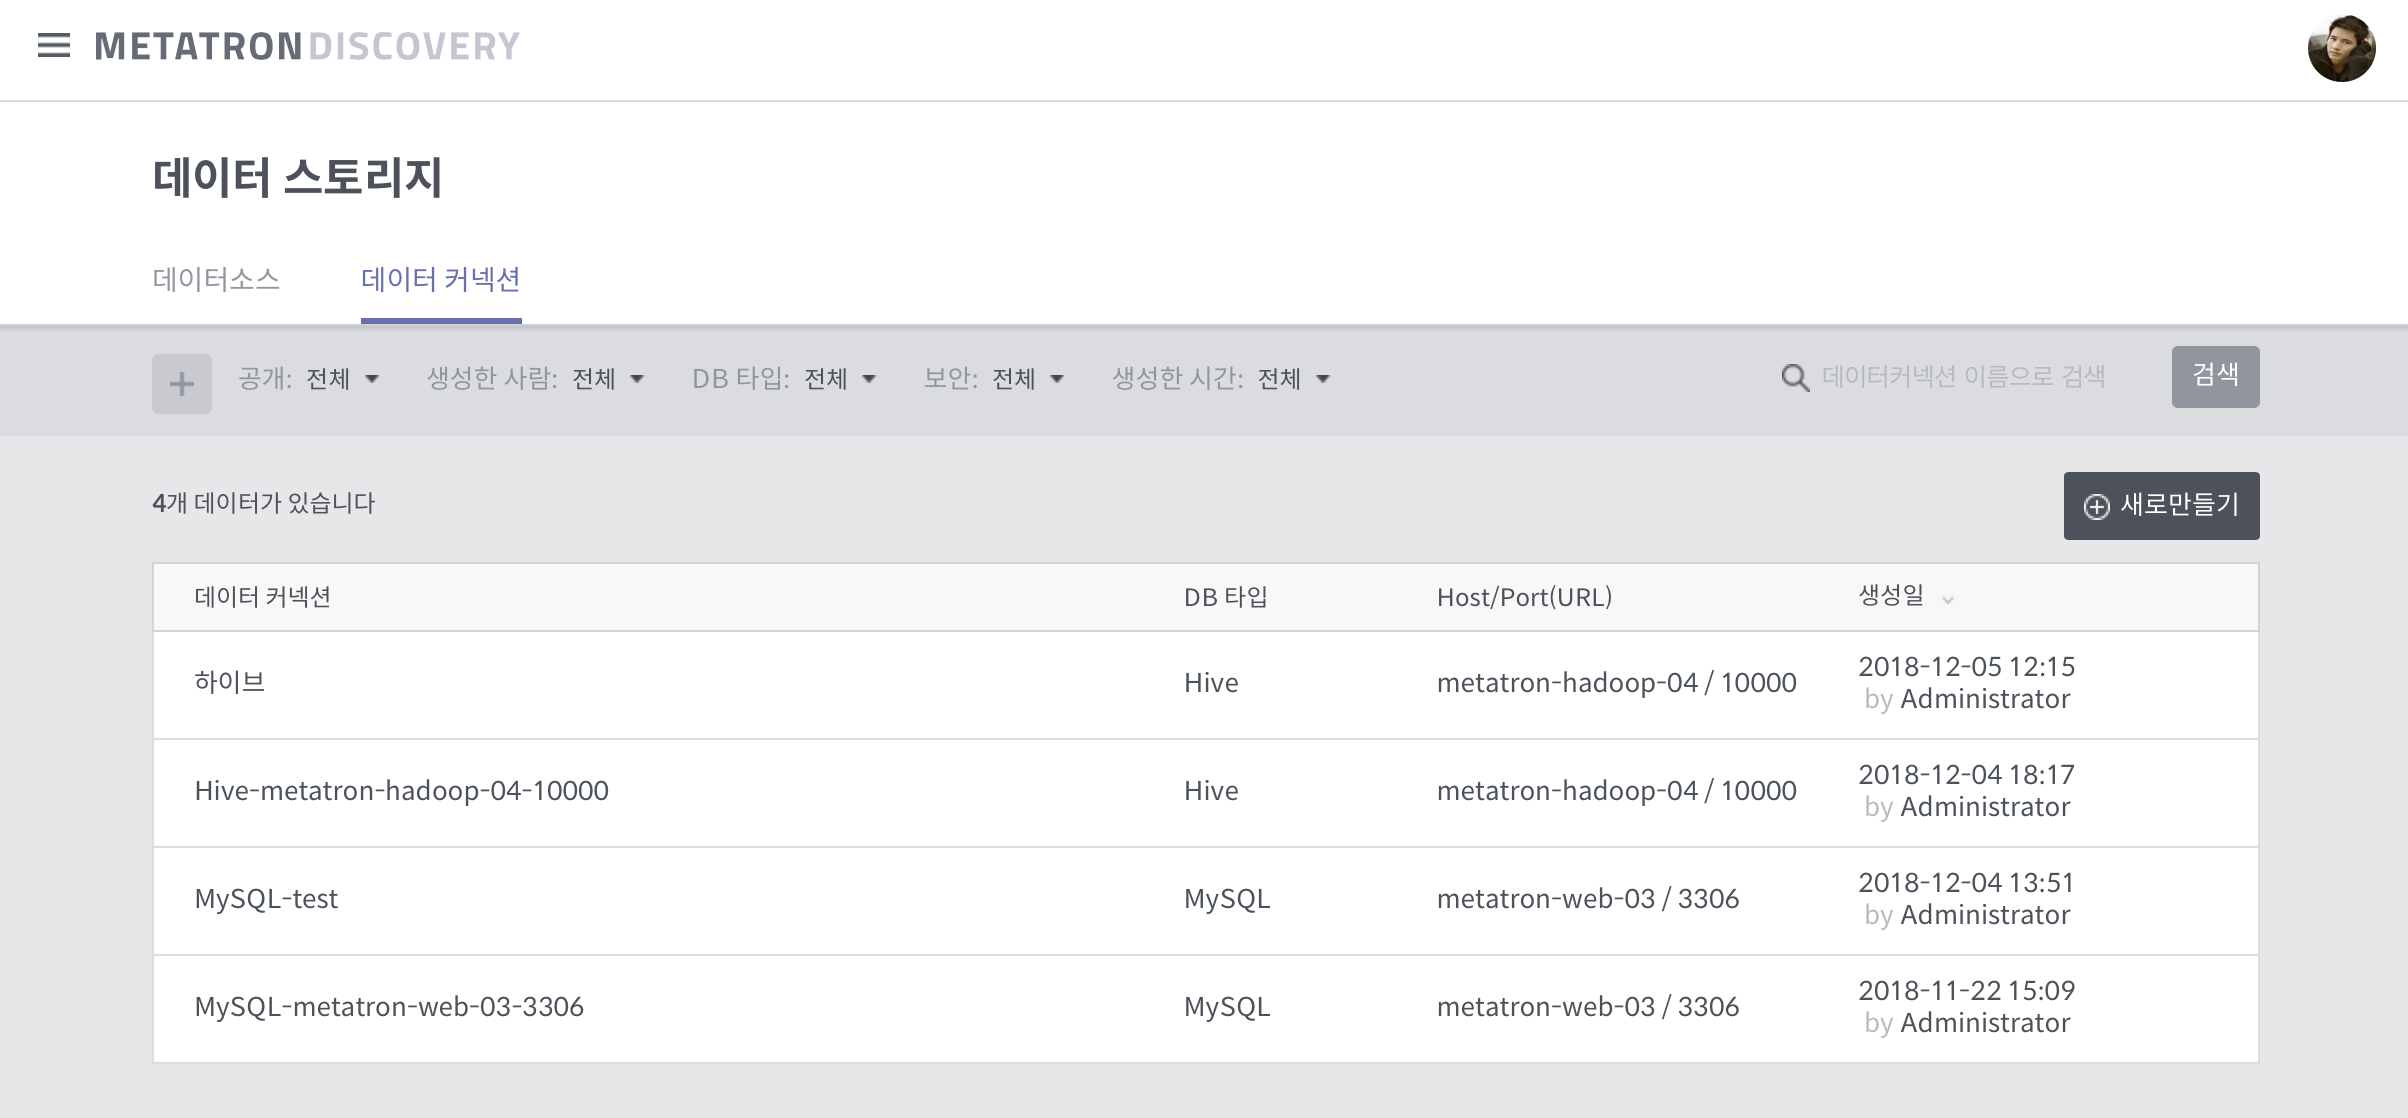 METATRON DISCOVERY
데이터 스토리지
데이터소스 데이터 커넥션
공개: 전체 생성한 사람: 전체 DB 타입: 전체 보안: 전체 생성한 시간: 전체 데이터커넥션 이름으로 검색 검색
4개 데이터가 있습니다 새로만들기
데이터 커넥션 DB 타입 Host/Port(URL) 생성일
하이브 Hive metatron-hadoop-04 / 10000 2018-12-05 12:15
by Administrator
Hive-metatron-hadoop-04-10000 Hive metatron-hadoop-04 / 10000 2018-12-04 18:17
by Administrator
MySQL-test MySQL metatron-web-03 / 3306 2018-12-04 13:51
by Administrator
MySQL-metatron-web-03-3306 MySQL metatron-web-03 / 3306 2018-11-22 15:09
by Administrator